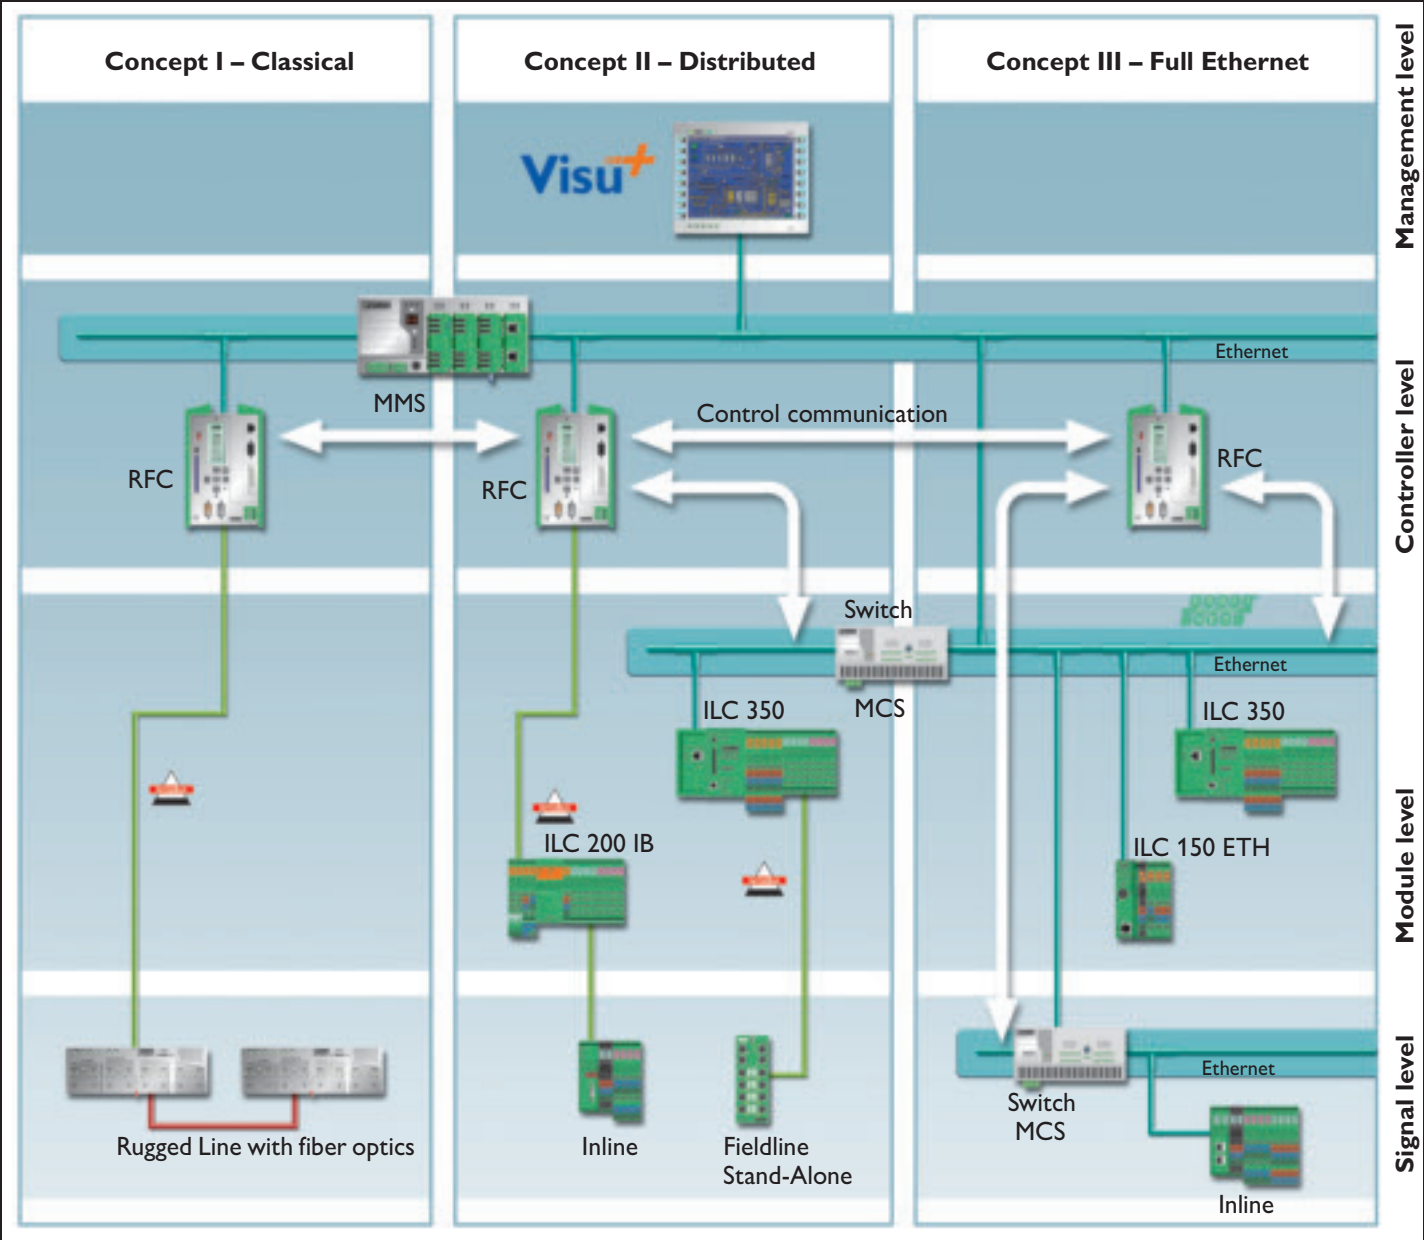 Concept I – Classical
Concept II – Distributed
Concept III – Full Ethernet
Management level
Visu+
Ethernet
MMS
Control communication
RFC
RFC
RFC
Controller level
Switch
Ethernet
MCS
ILC 350
ILC 350
ILC 200 IB
ILC 150 ETH
Module level
Ethernet
Switch
MCS
Rugged Line with fiber optics
Inline
Fieldline
Stand-Alone
Inline
Signal level